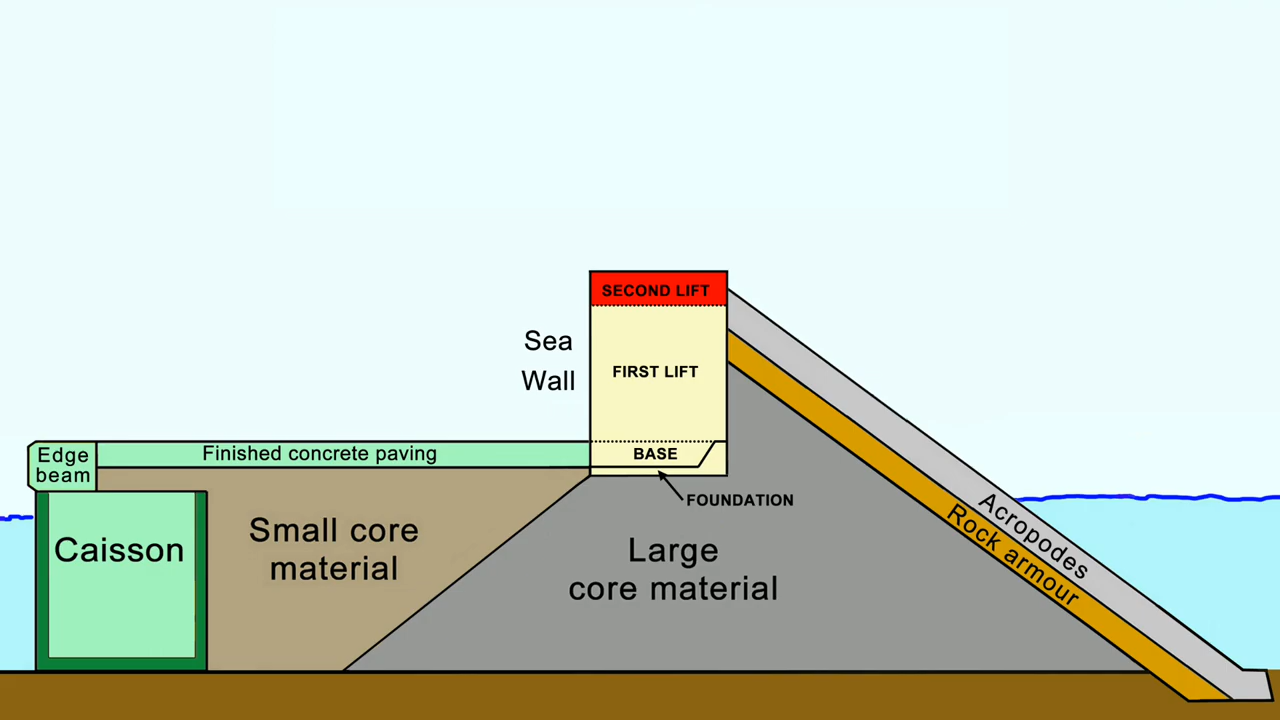 SECOND LIFT
Sea
Wall
FIRST LIFT
Edge
beam
Finished concrete paving
BASE
FOUNDATION
Caisson
Small core
material
Large
core material
Acropodes
Rock armour